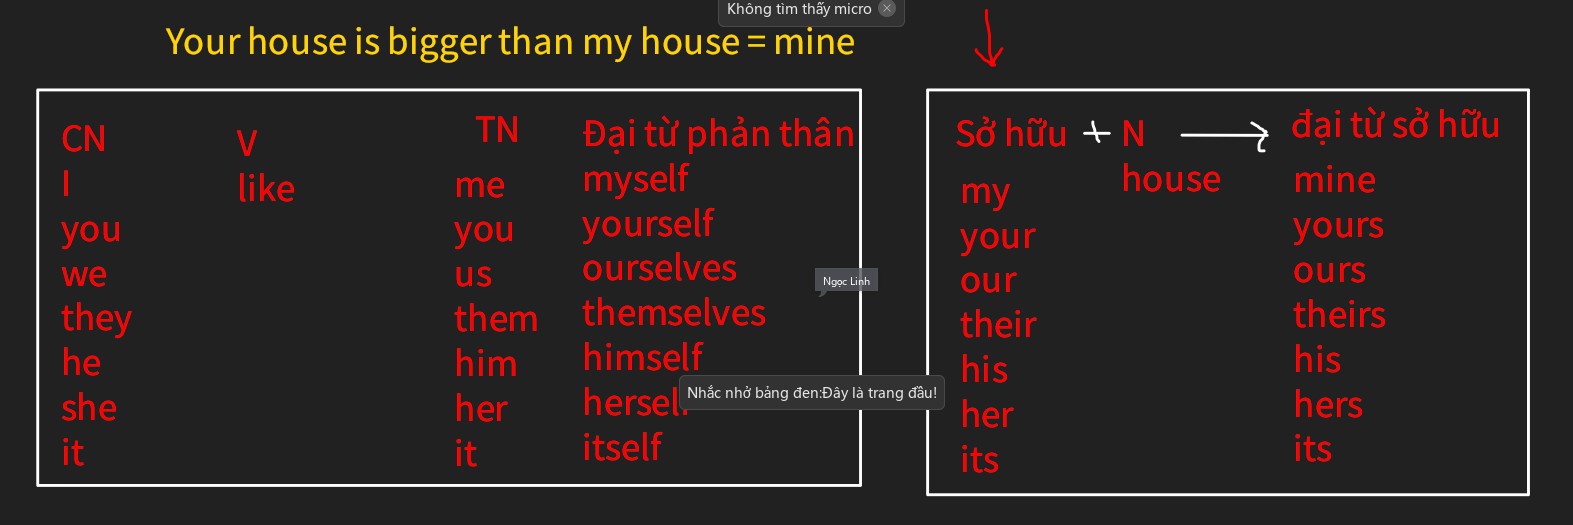 Không tìm thấy micro
Your house is bigger than my house = mine
CN V TN Đại từ phản thân
I like me myself
you you yourself
we us ourselves
they them themselves
he him himself
she her herself
it it itself
Ngọc Linh
Nhắc nhở bảng đen:Đây là trang đầu!
Sở hữu + N → đại từ sở hữu
my house mine
your yours
our ours
their theirs
his his
her hers
its its